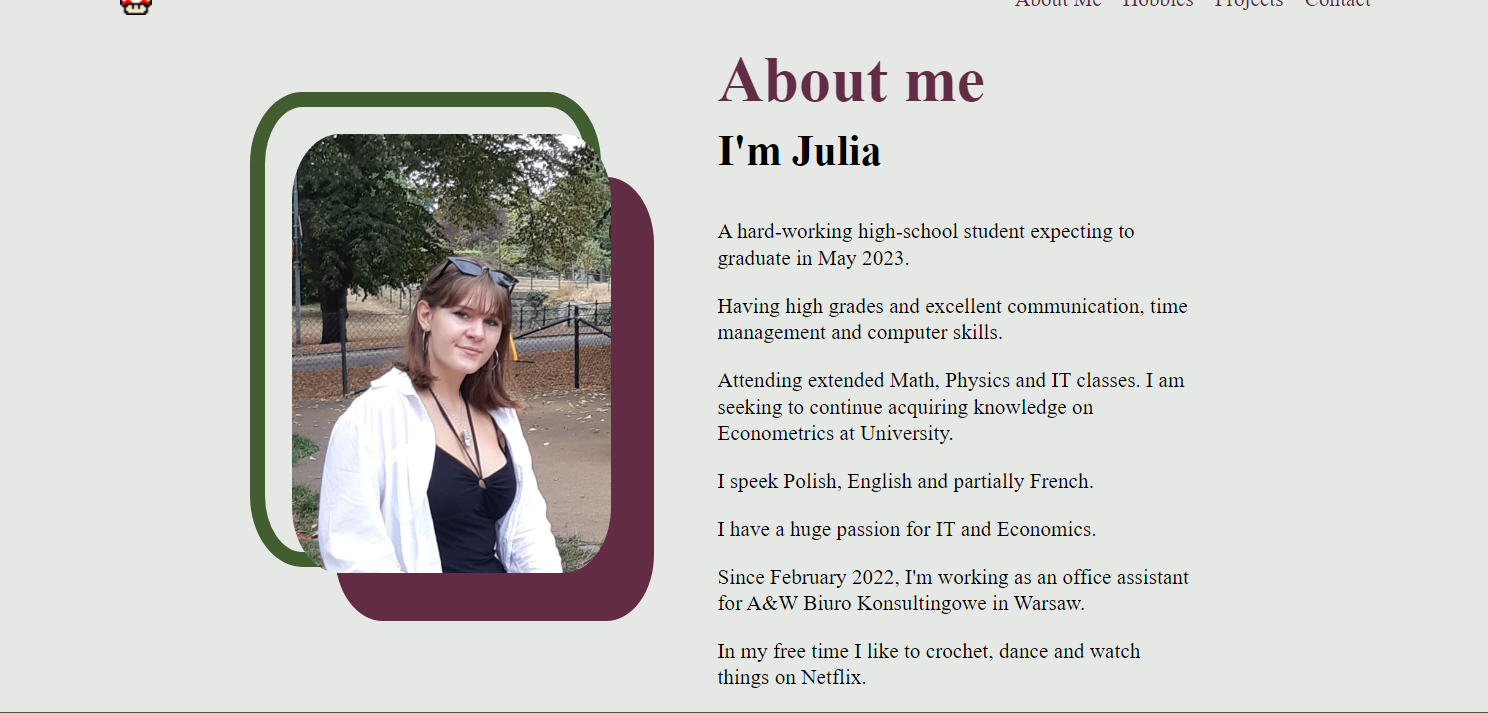 About Me Hobbies Projects Contact
About me
I'm Julia
A hard-working high-school student expecting to
graduate in May 2023.
Having high grades and excellent communication, time
management and computer skills.
Attending extended Math, Physics and IT classes. I am
seeking to continue acquiring knowledge on
Econometrics at University.
I speek Polish, English and partially French.
I have a huge passion for IT and Economics.
Since February 2022, I'm working as an office assistant
for A&W Biuro Konsultingowe in Warsaw.
In my free time I like to crochet, dance and watch
things on Netflix.